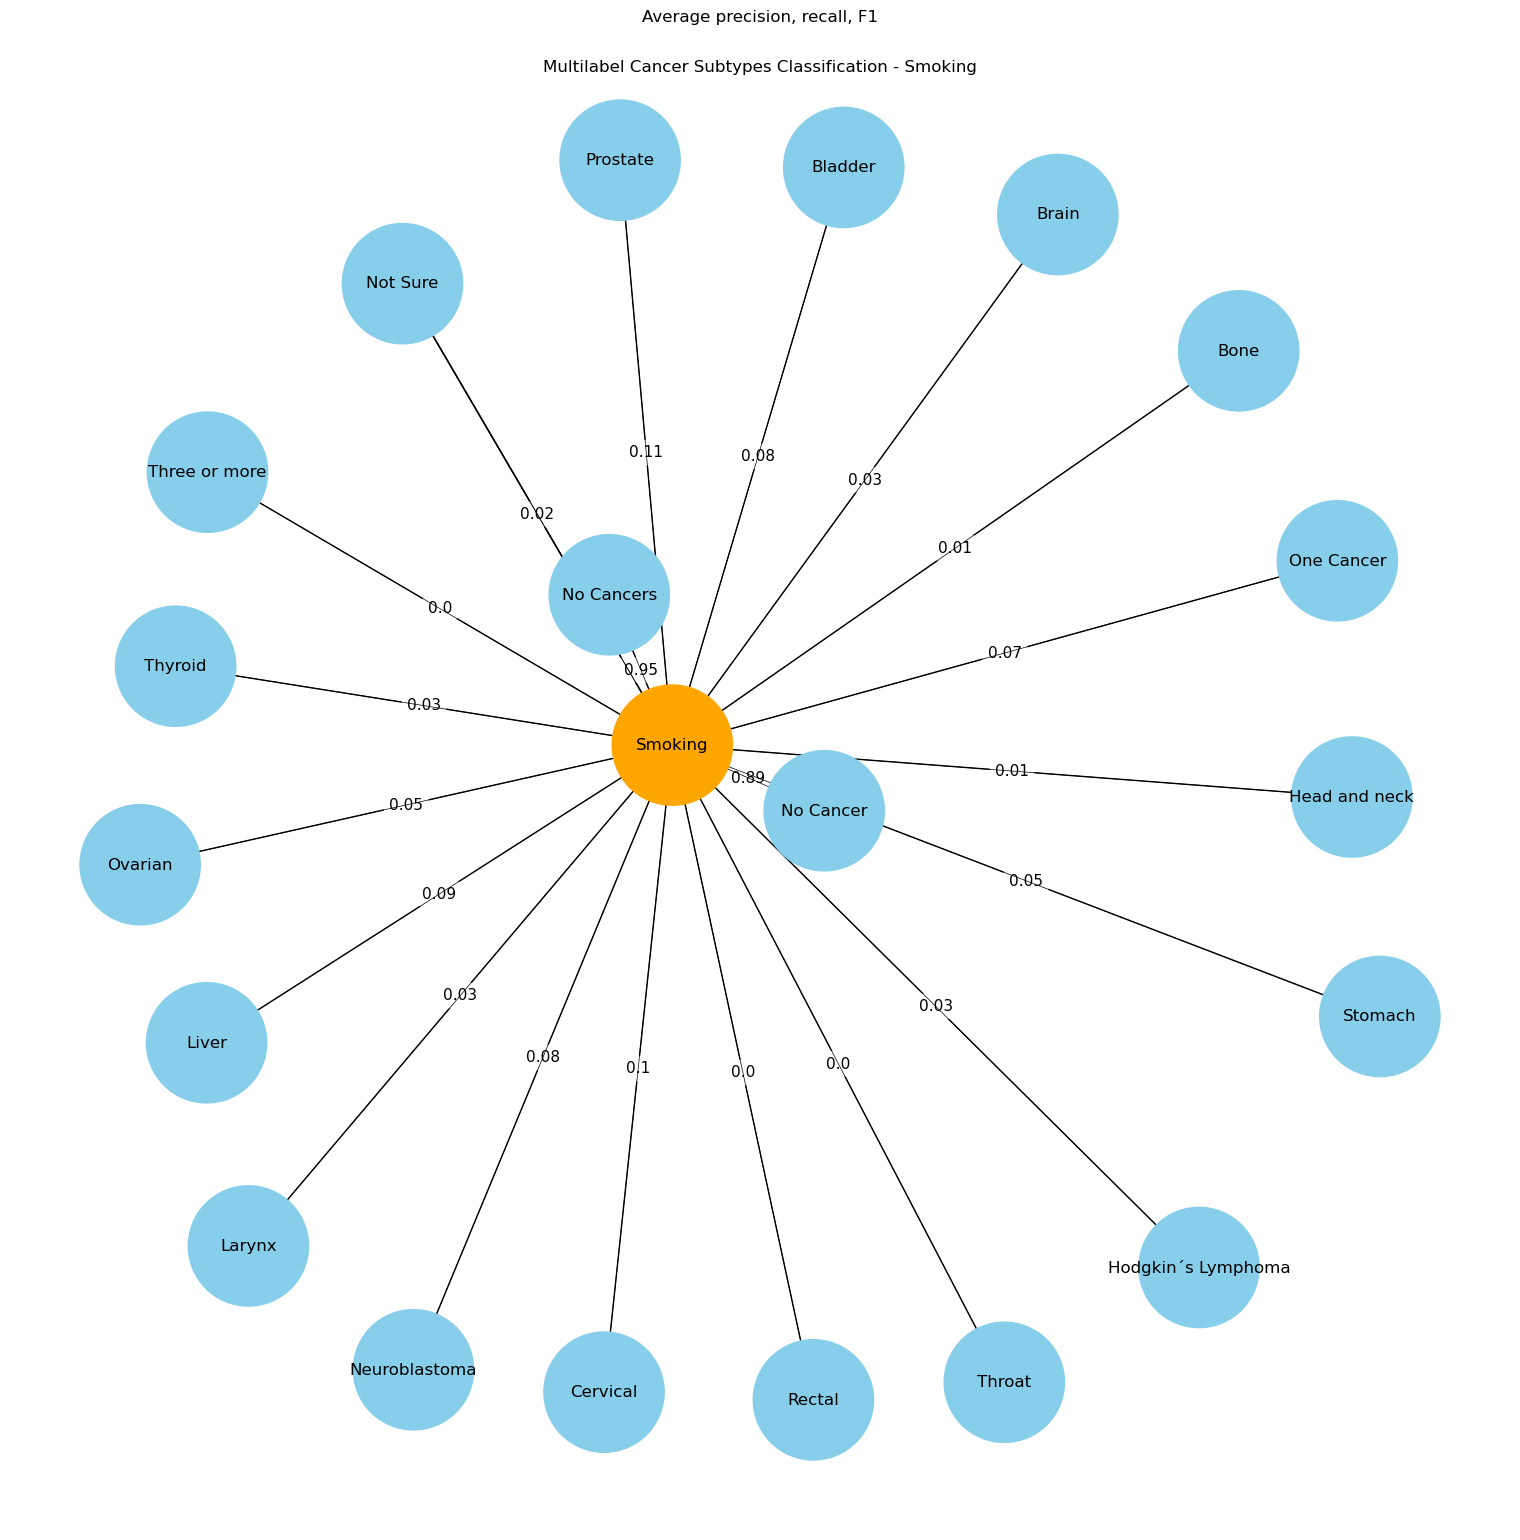 Average precision, recall, F1
Multilabel Cancer Subtypes Classification - Smoking
Prostate
Bladder
Brain
Not Sure
Bone
0.11
0.08
Three or more
0.03
0.02
0.01
One Cancer
No Cancers
0.0
0.07
Thyroid
0.95
0.03
Smoking
0.01
0.89
Head and neck
0.05
No Cancer
Ovarian
0.05
0.09
0.03
0.03
Stomach
Liver
0.08
0.0
0.1
0.0
Larynx
Hodgkin´s Lymphoma
Neuroblastoma
Throat
Cervical
Rectal